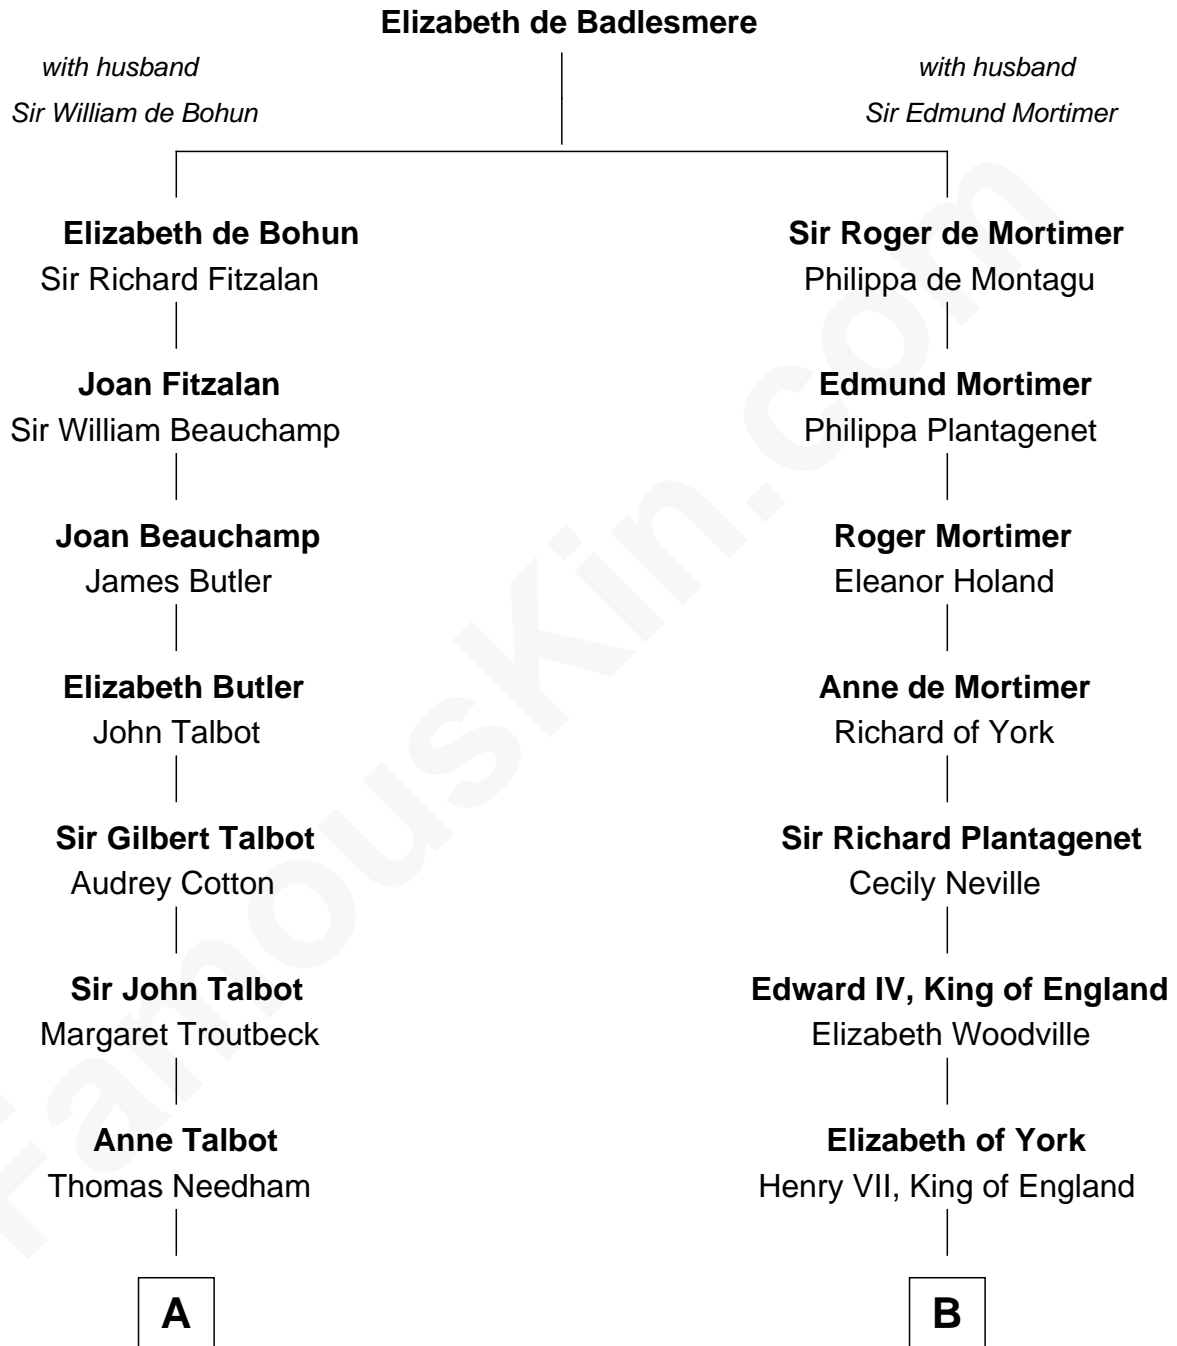 Elizabeth de Badlesmere
with husband
Sir William de Bohun
with husband
Sir Edmund Mortimer
Elizabeth de Bohun
Sir Richard Fitzalan
Sir Roger de Mortimer
Philippa de Montagu
Joan Fitzalan
Sir William Beauchamp
Edmund Mortimer
Philippa Plantagenet
Joan Beauchamp
James Butler
Roger Mortimer
Eleanor Holand
Elizabeth Butler
John Talbot
Anne de Mortimer
Richard of York
Sir Gilbert Talbot
Audrey Cotton
Sir Richard Plantagenet
Cecily Neville
Sir John Talbot
Margaret Troutbeck
Edward IV, King of England
Elizabeth Woodville
Anne Talbot
Thomas Needham
Elizabeth of York
Henry VII, King of England
A
B
FamousKin.com